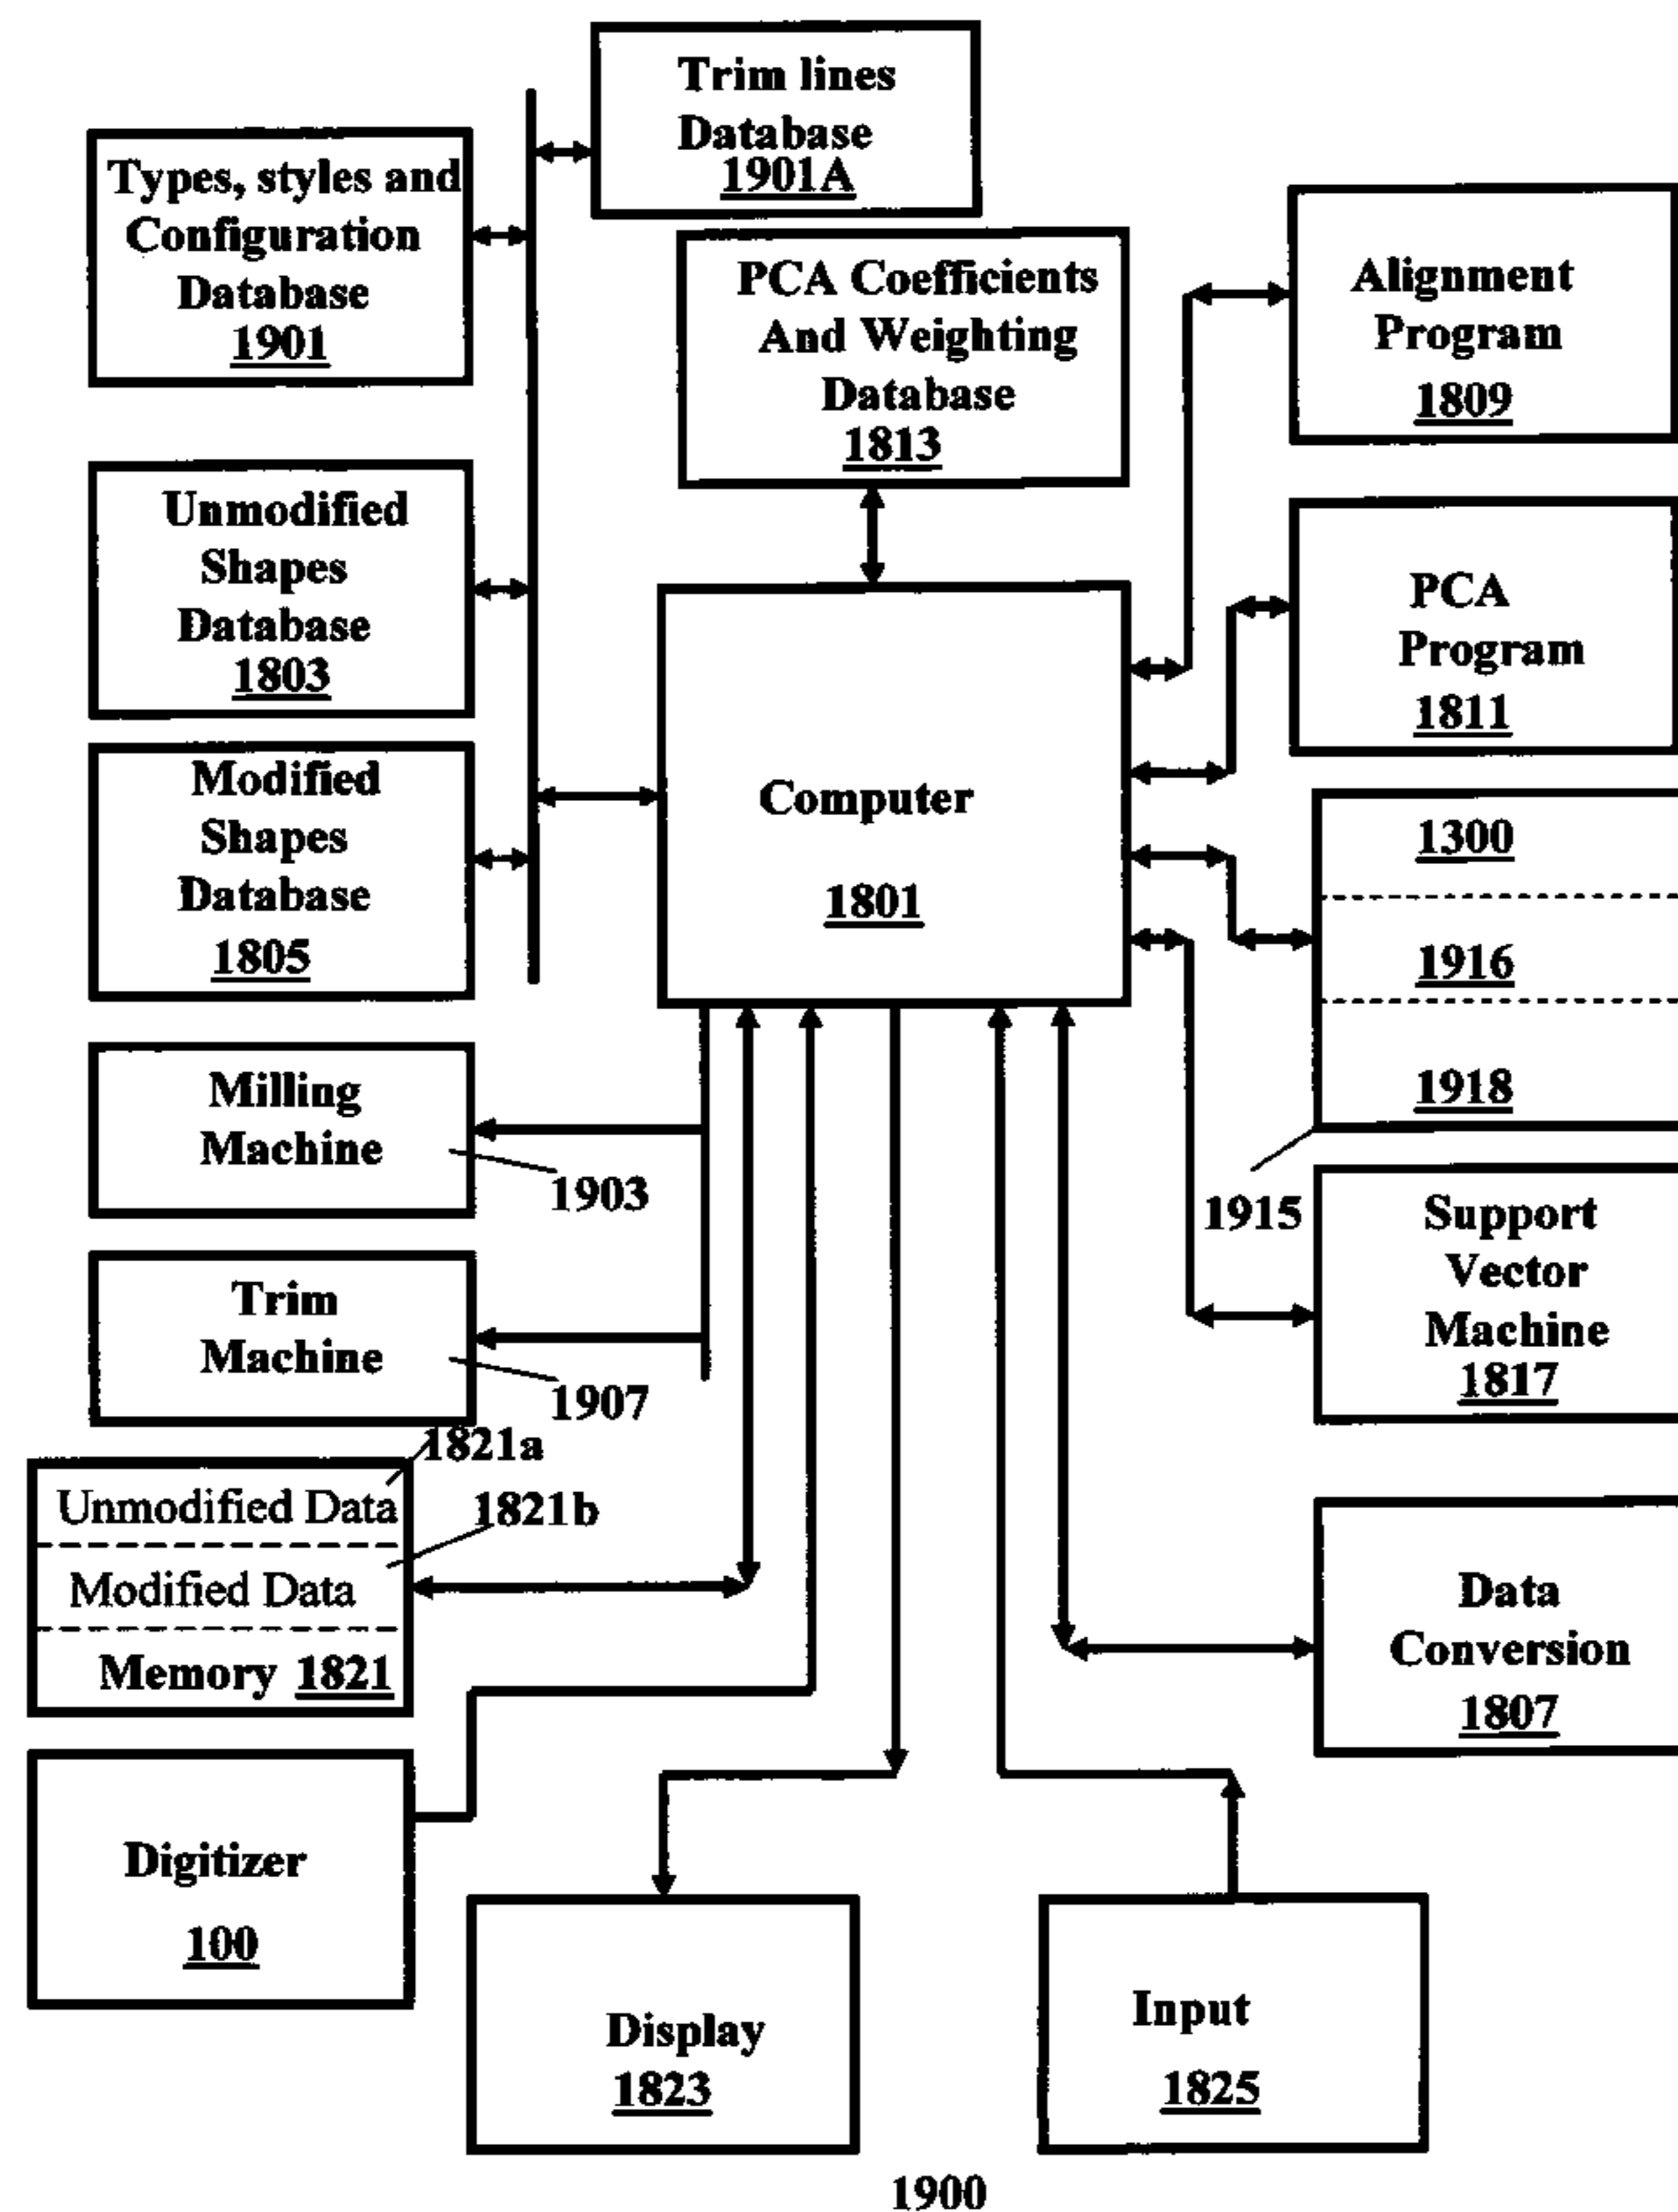 Trim lines
Database
1901A
Types, styles and
Configuration
Database
1901
PCA Coefficients
And Weighting
Database
1813
Alignment
Program
1809
Unmodified
Shapes
Database
1803
PCA
Program
1811
Modified
Shapes
Database
1805
Computer
1801
1300
1916
1918
1915
Milling
Machine
1903
Support
Vector
Machine
1817
Trim
Machine
1907
1821a
Unmodified Data
1821b
Modified Data
Memory 1821
Data
Conversion
1807
Digitizer
100
Display
1823
Input
1825
1900